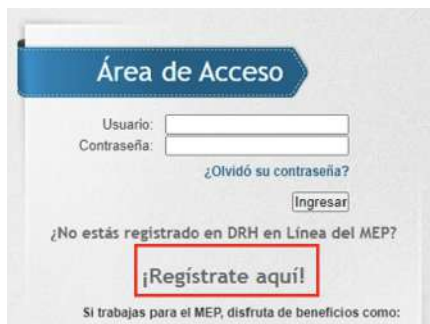 Área de Acceso
Usuario:
Contraseña:
¿Olvidó su contraseña?
Ingresar
¿No estás registrado en DRH en Línea del MEP?
¡Regístrate aquí!
Si trabajas para el MEP, disfruta de beneficios como: